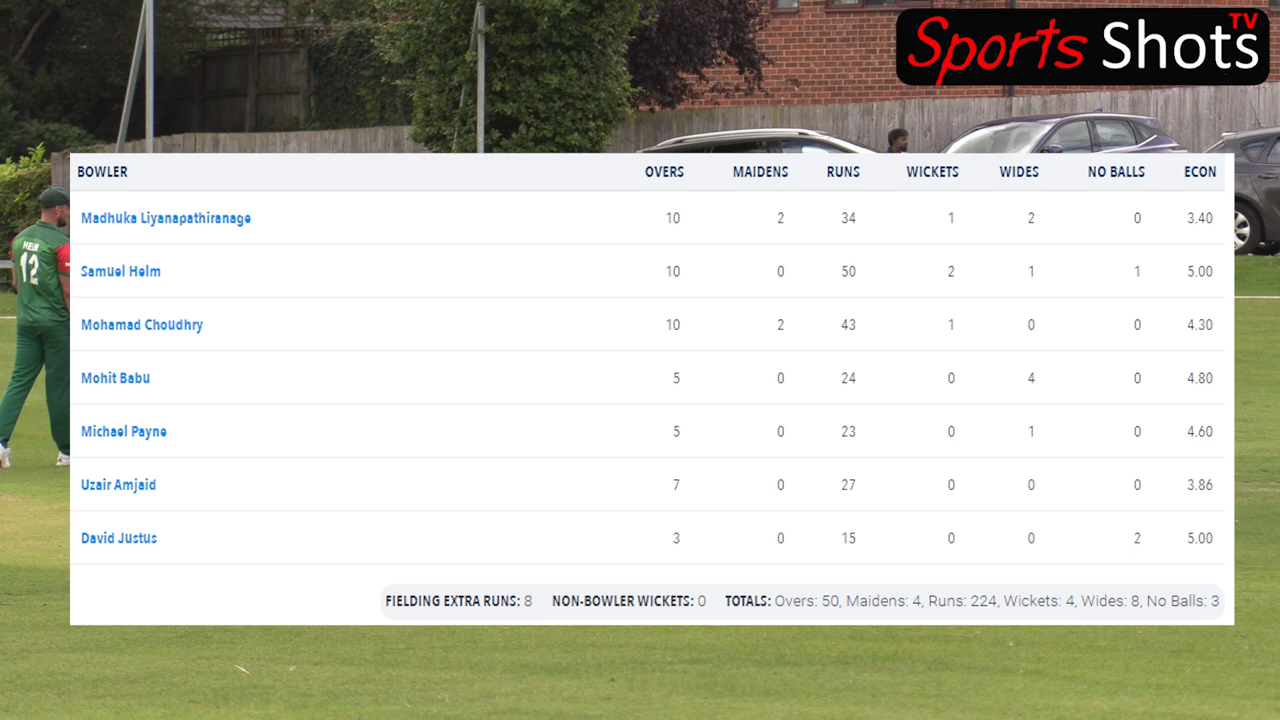 Sports Shots TV
BOWLER OVERS MAIDENS RUNS WICKETS WIDES NO BALLS ECON
Madhuka Liyanapathiranage 10 2 34 1 2 0 3.40
Samuel Helm 10 0 50 2 1 1 5.00
Mohamad Choudhry 10 2 43 1 0 0 4.30
Mohit Babu 5 0 24 0 4 0 4.80
Michael Payne 5 0 23 0 1 0 4.60
Uzair Amjaid 7 0 27 0 0 0 3.86
David Justus 3 0 15 0 0 2 5.00
FIELDING EXTRA RUNS: 8 NON-BOWLER WICKETS: 0 TOTALS: Overs: 50, Maidens: 4, Runs: 224, Wickets: 4, Wides: 8, No Balls: 3
12